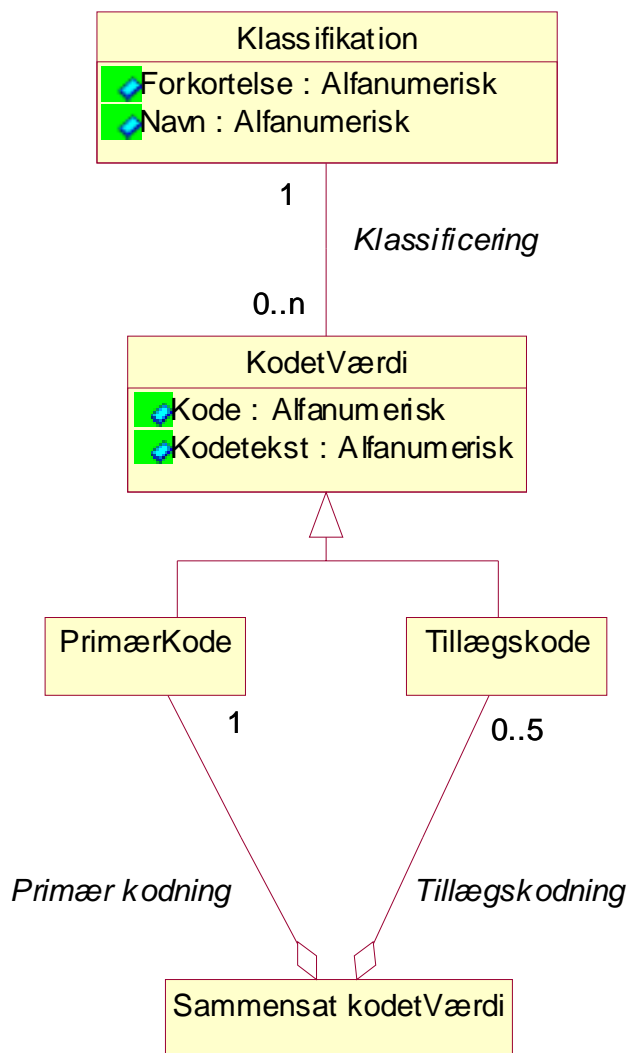 Klassifikation
Forkortelse : Alfanumerisk
Navn : Alfanumerisk
1
Klassificering
0..n
KodetVærdi
Kode : Alfanumerisk
Kodetekst : Alfanumerisk
PrimærKode
Tillægskode
1
0..5
Primær kodning
Tillægskodning
Sammensat kodetVærdi